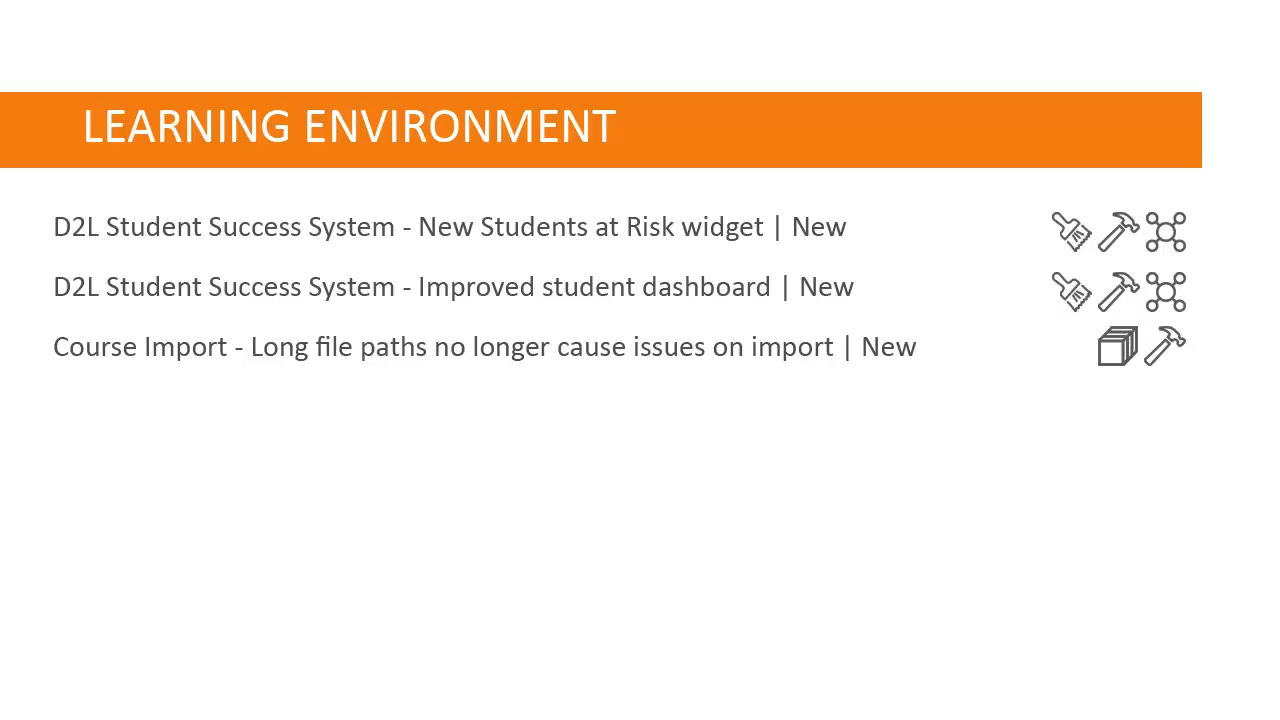 LEARNING ENVIRONMENT
D2L Student Success System - New Students at Risk widget | New
D2L Student Success System - Improved student dashboard | New
Course Import - Long file paths no longer cause issues on import | New